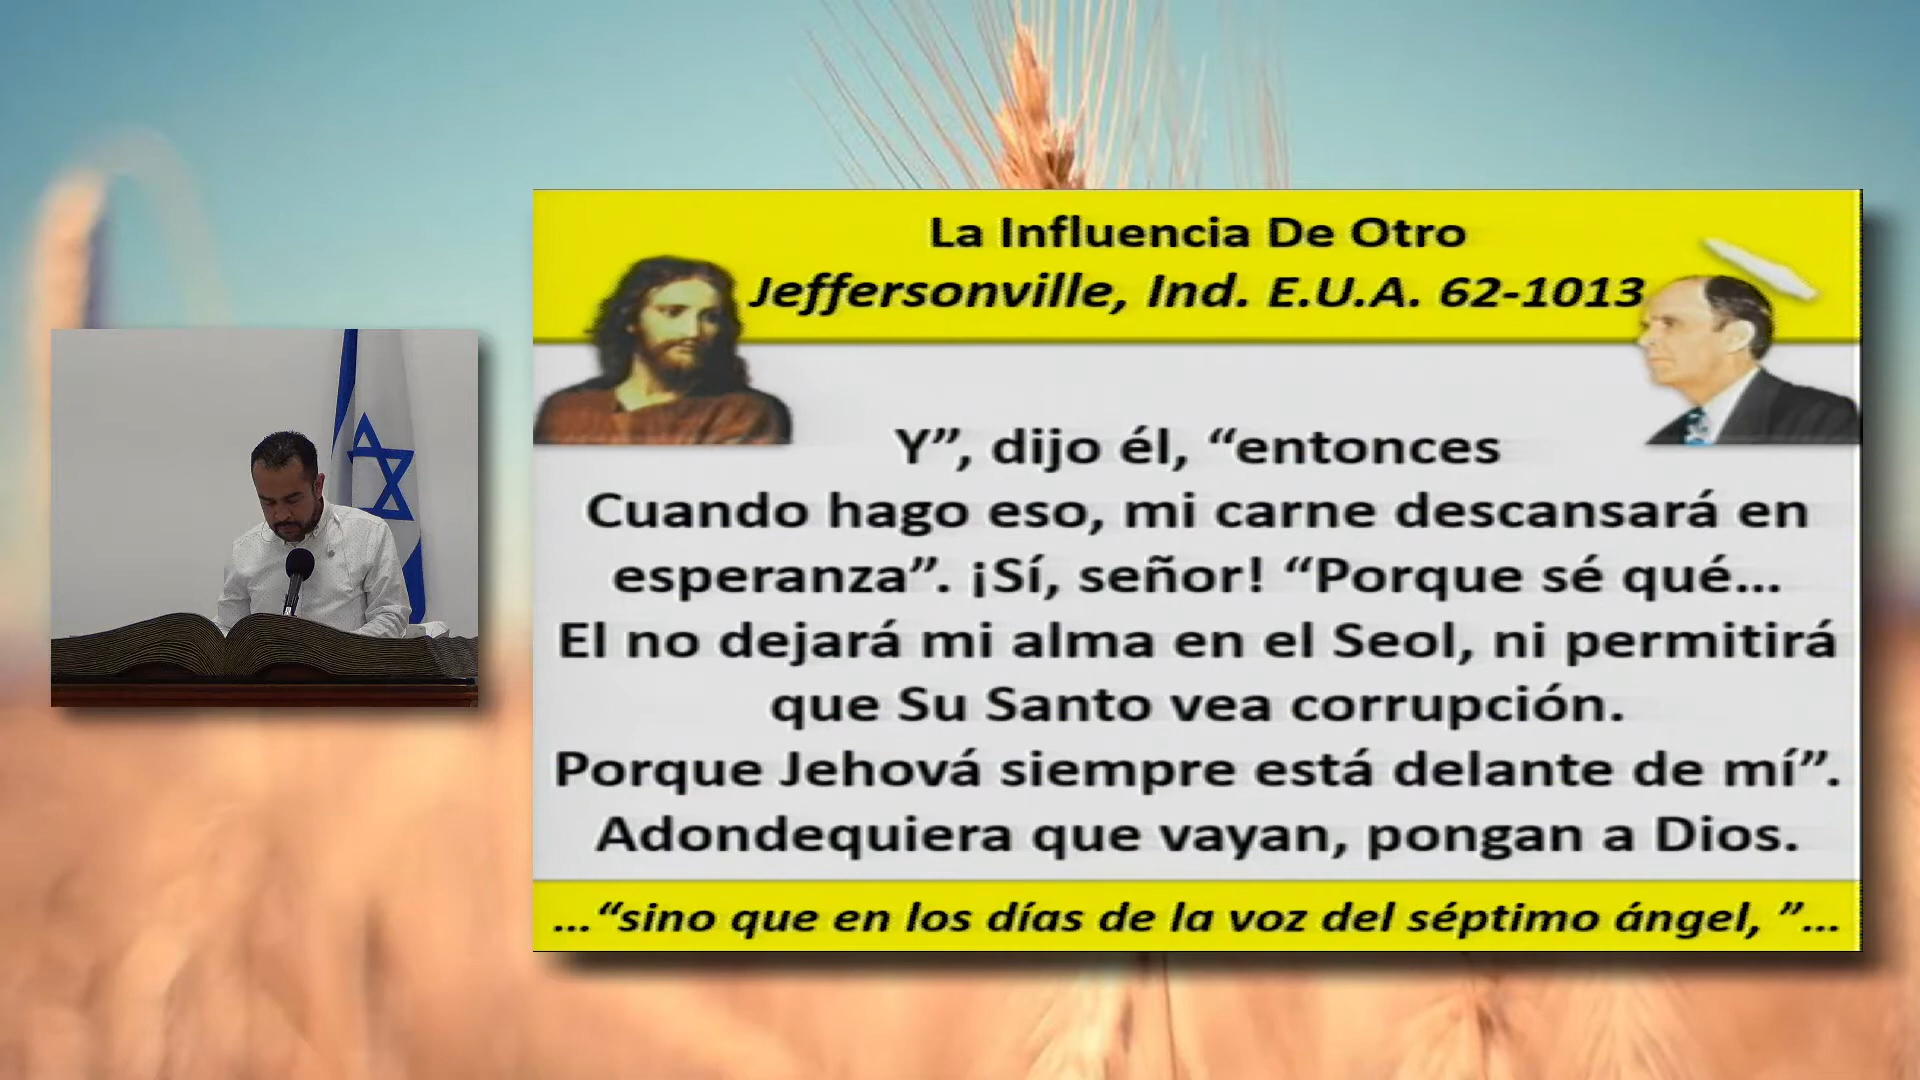 La Influencia De Otro
Jeffersonville, Ind. E.U.A. 62-1013
Y”, dijo él, “entonces
Cuando hago eso, mi carne descansará en
esperanza”. ¡Sí, señor! “Porque sé qué...
El no dejará mi alma en el Seol, ni permitirá
que Su Santo vea corrupción.
Porque Jehová siempre está delante de mí”.
Adondequiera que vayan, pongan a Dios.
...“sino que en los días de la voz del séptimo ángel, ”...